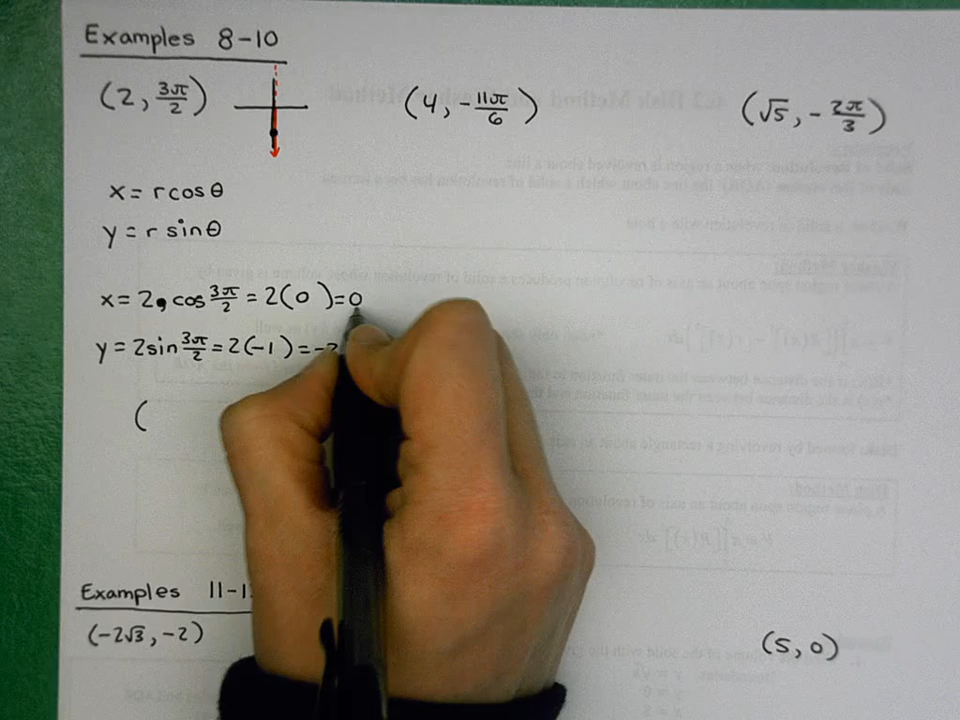 Examples 8-10
(2, 3π/2) (4, -11π/6) (√5, -2π/3)
x = r cos θ
y = r sin θ
x = 2 · cos 3π/2 = 2(0) = 0
y = 2 sin 3π/2 = 2(-1) = -2
(
Examples 11-1
(-2√3, -2) (5, 0)